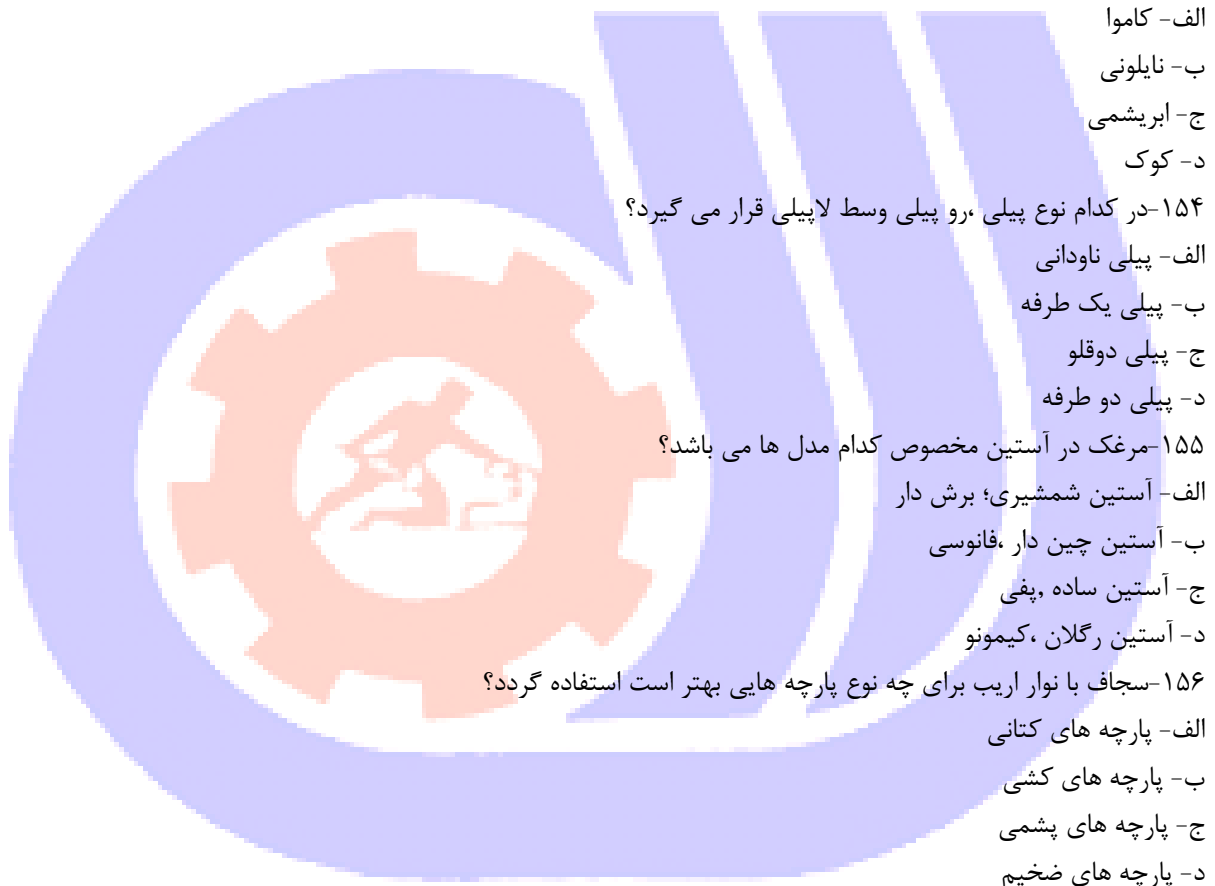 الف- کاموا
ب- نایلونی
ج- ابریشمی
د- کوک
۱۵۴-در کدام نوع پیلی ،رو پیلی وسط لاپیلی قرار می گیرد؟
الف- پیلی ناودانی
ب- پیلی یک طرفه
ج- پیلی دوقلو
د- پیلی دو طرفه
۱۵۵-مرغک در آستین مخصوص کدام مدل ها می باشد؟
الف- آستین شمشیری؛ برش دار
ب- آستین چین دار ،فانوسی
ج- آستین ساده ,پفی
د- آستین رگلان ،کیمونو
۱۵۶-سجاف با نوار اریب برای چه نوع پارچه هایی بهتر است استفاده گردد؟
الف- پارچه های کتانی
ب- پارچه های کشی
ج- پارچه های پشمی
د- پارچه های ضخیم